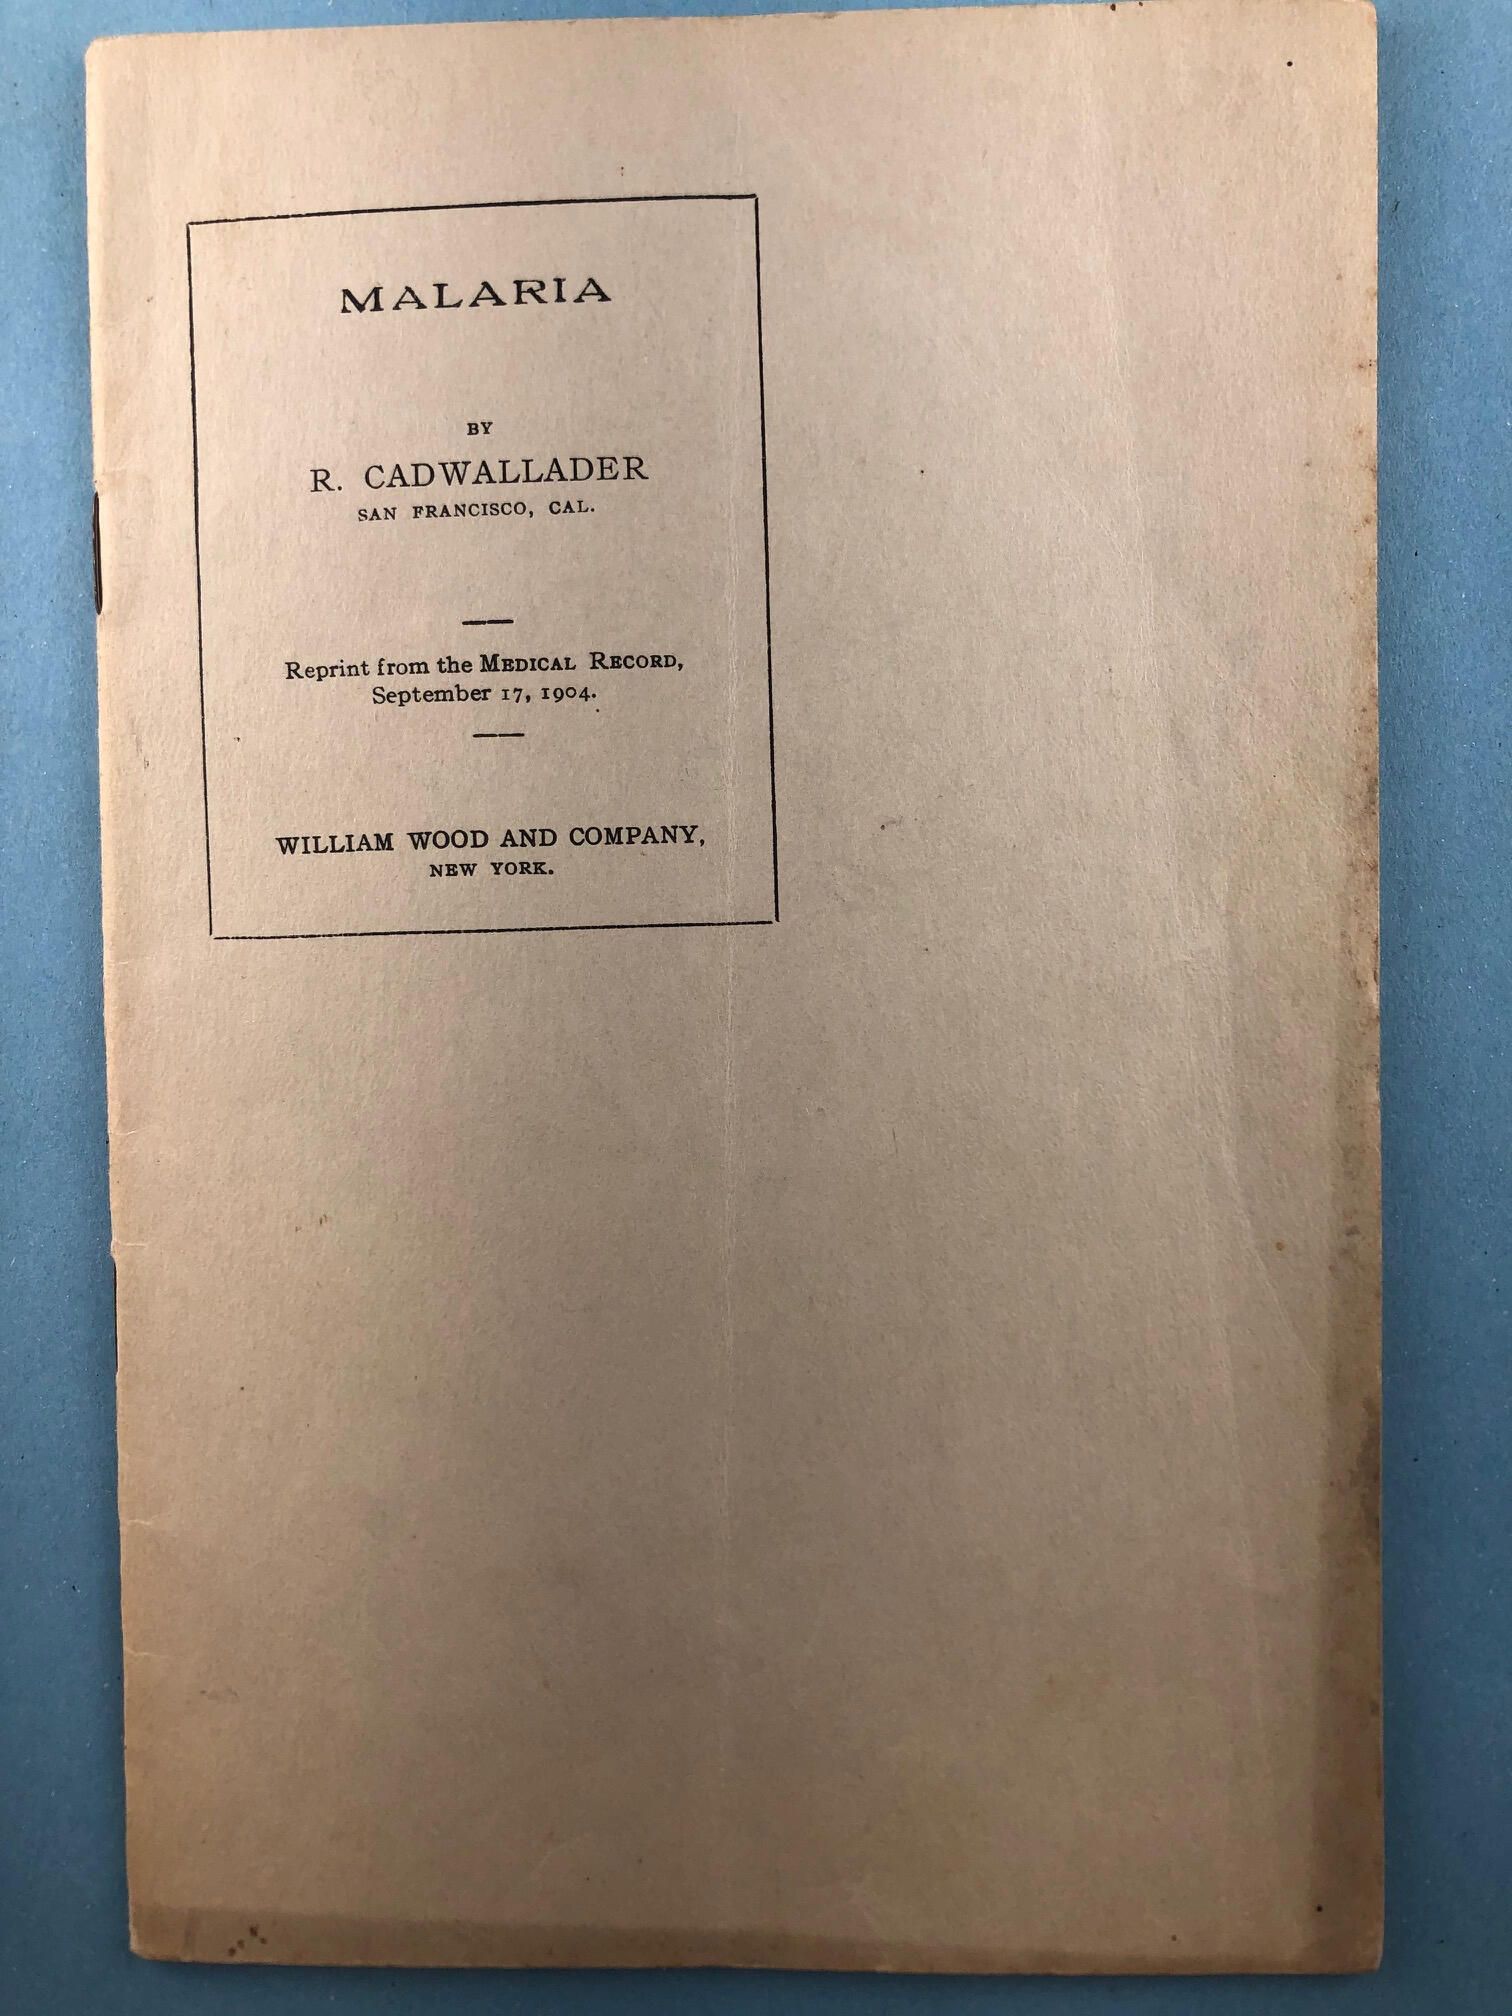 MALARIA
BY
R. CADWALLADER
SAN FRANCISCO, CAL.
Reprint from the MEDICAL RECORD,
September 17, 1904.
WILLIAM WOOD AND COMPANY,
NEW YORK.